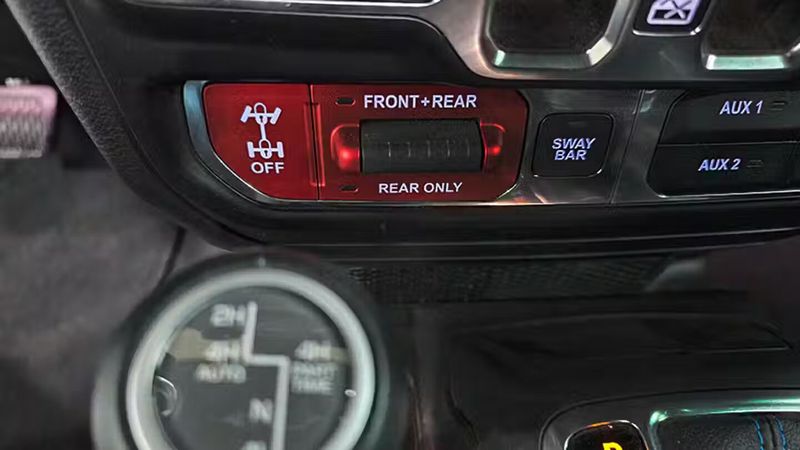 FRONT+REAR
OFF
REAR ONLY
SWAY
BAR
AUX 1
AUX 2
2H
4H
AUTO
4H
PART
TIME
N